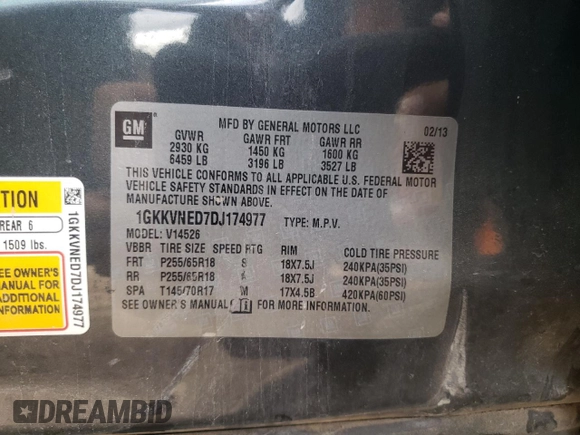 GM
MFD BY GENERAL MOTORS LLC
02/13
GVWR GAWR FRT GAWR RR
2930 KG 1450 KG 1600 KG
6459 LB 3196 LB 3527 LB
THIS VEHICLE CONFORMS TO ALL APPLICABLE U.S. FEDERAL MOTOR
VEHICLE SAFETY STANDARDS IN EFFECT ON THE DATE OF
MANUFACTURE SHOWN ABOVE.
1GKKVNED7DJ174977 TYPE: M.P.V.
MODEL: V14526
VBBR TIRE SIZE SPEED RTG RIM COLD TIRE PRESSURE
FRT P255/65R18 S 18X7.5J 240KPA(35PSI)
RR P255/65R18 18X7.5J 240KPA(35PSI)
SPA T145/70R17 M 17X4.5B 420KPA(60PSI)
SEE OWNER'S MANUAL FOR MORE INFORMATION.
TION
REAR 6
1509 lbs.
EE OWNER'S
MANUAL FOR
ADDITIONAL
FORMATION
1GKKVNED7DJ174977
DREAMBID